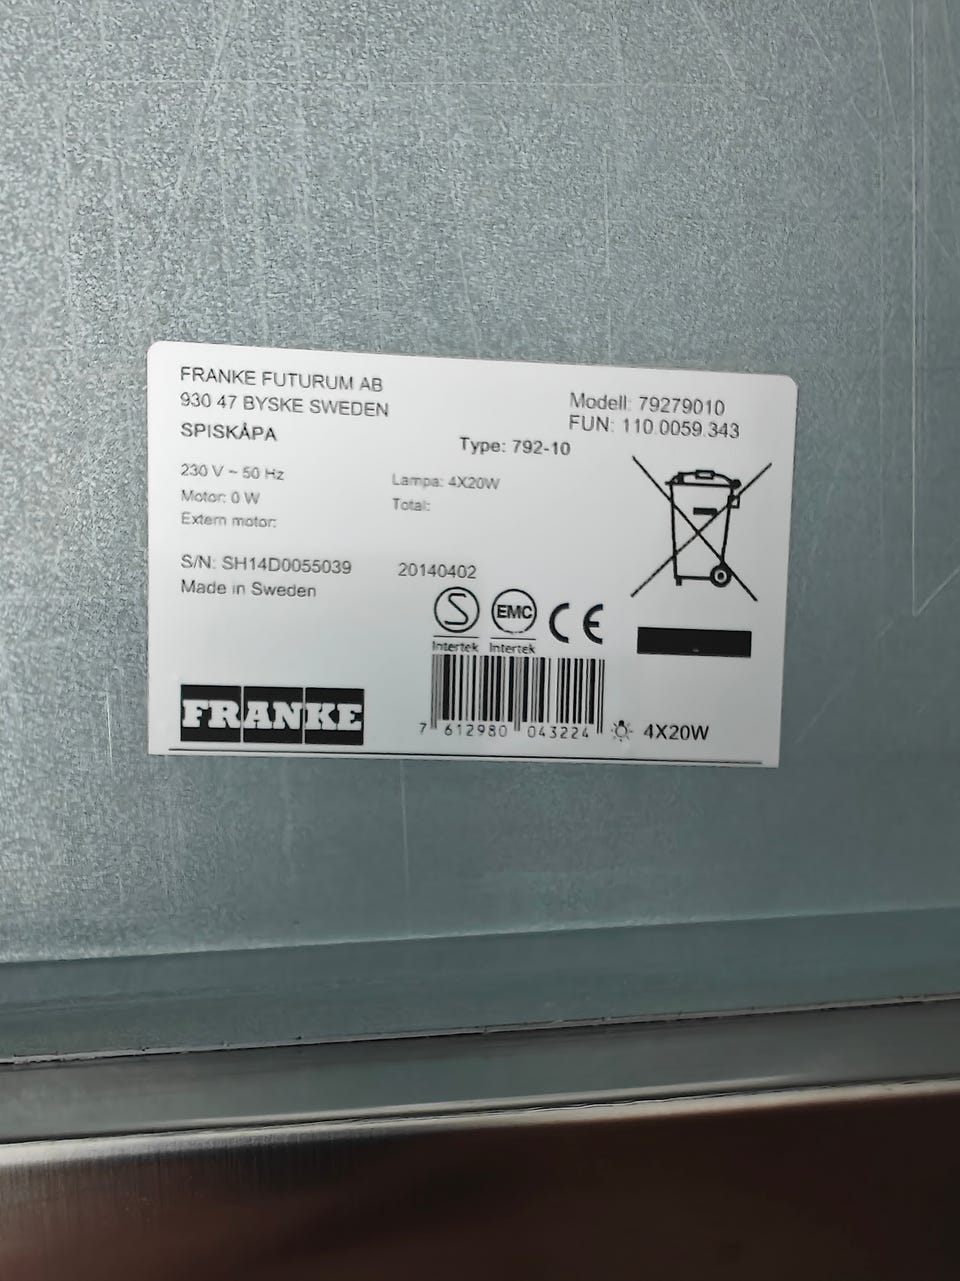 FRANKE FUTURUM AB
930 47 BYSKE SWEDEN
SPISKÅPA
Modell: 79279010
FUN: 110.0059.343
Type: 792-10
230 V ~ 50 Hz
Motor: 0 W
Extern motor:
Lampa: 4X20W
Total:
S/N: SH14D0055039
20140402
Made in Sweden
S
EMC
CE
Intertek Intertek
FRANKE
7 612980 043224
4X20W